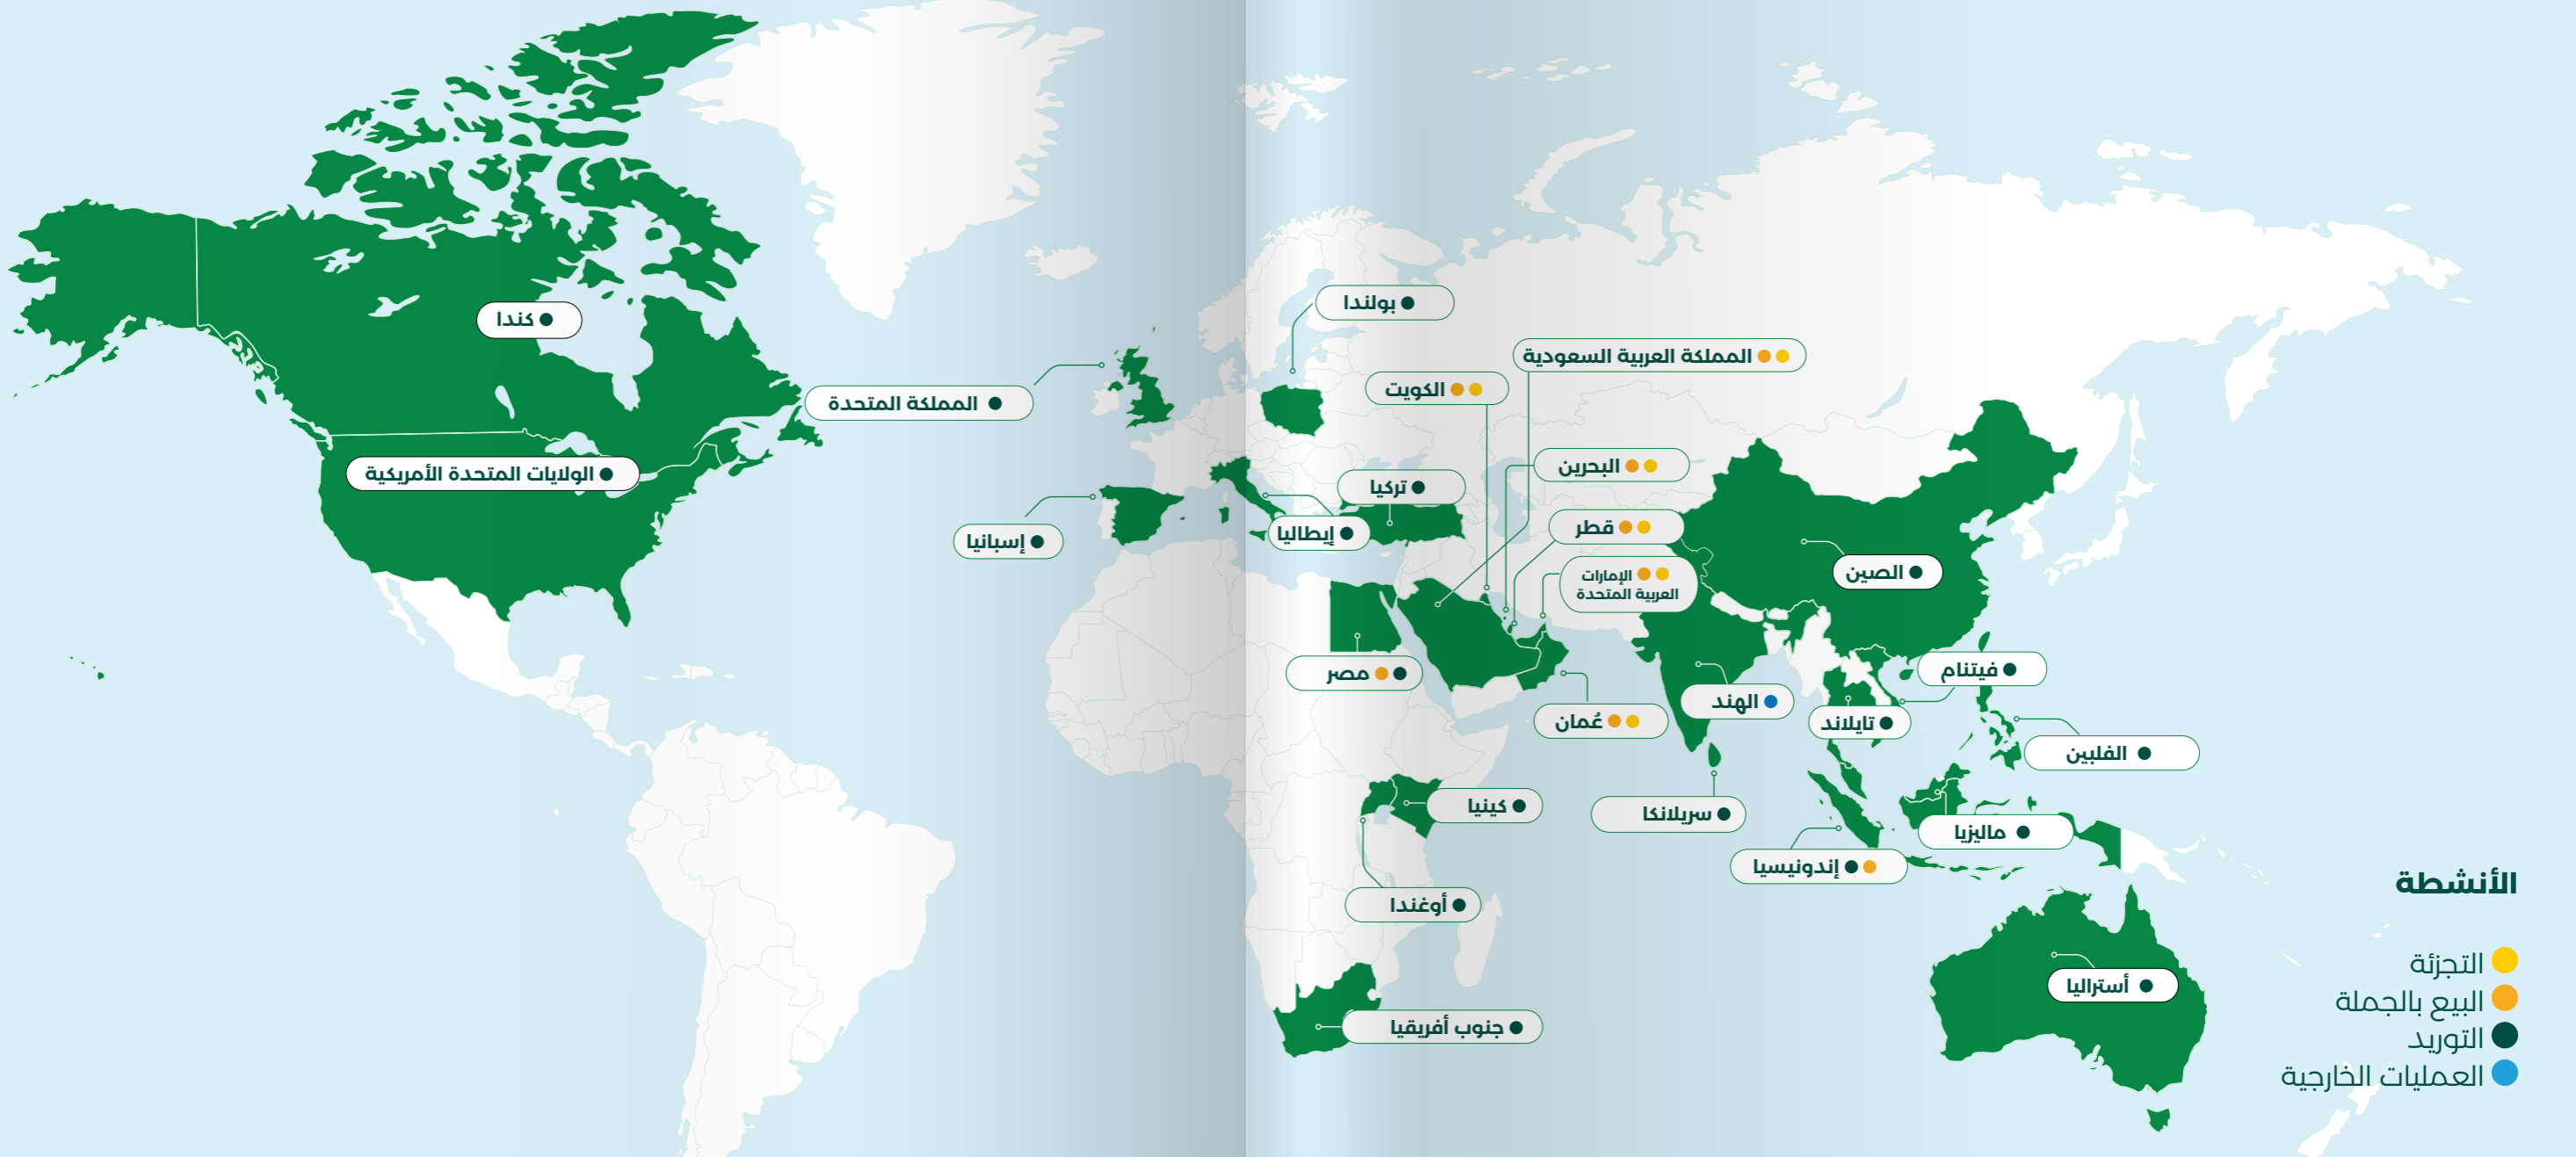 كندا
الولايات المتحدة الأمريكية
المملكة المتحدة
إسبانيا
بولندا
المملكة العربية السعودية
الكويت
البحرين
تركيا
قطر
إيطاليا
الإمارات
العربية المتحدة
الصين
مصر
عُمان
الهند
فيتنام
تايلاند
الفلبين
كينيا
سريلانكا
ماليزيا
إندونيسيا
أوغندا
جنوب أفريقيا
أستراليا
الأنشطة
التجزئة
البيع بالجملة
التوريد
العمليات الخارجية